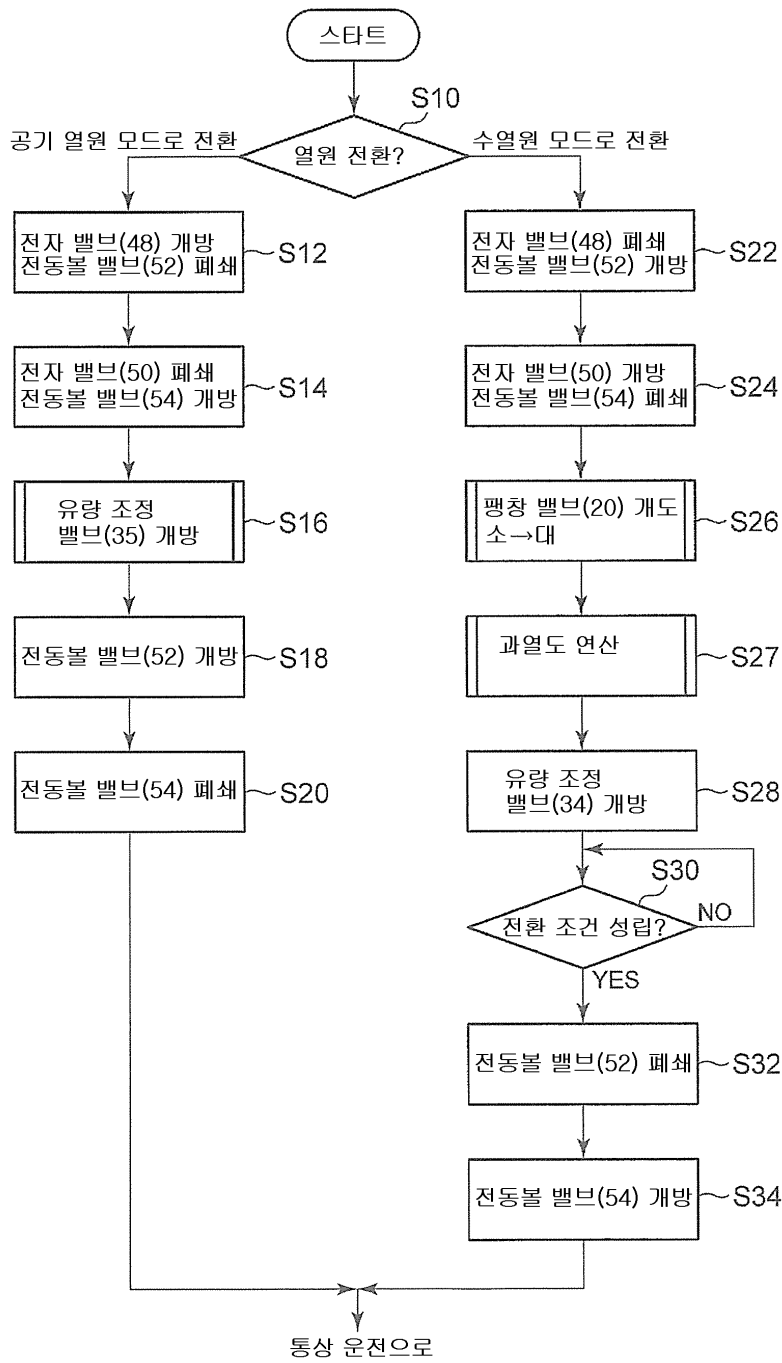 스타트
S10
열원 전환?
공기 열원 모드로 전환
전자 밸브(48) 개방
전동볼 밸브(52) 폐쇄
S12
전자 밸브(50) 폐쇄
전동볼 밸브(54) 개방
S14
유량 조정
밸브(35) 개방
S16
전동볼 밸브(52) 개방
S18
전동볼 밸브(54) 폐쇄
S20
수열원 모드로 전환
전자 밸브(48) 폐쇄
전동볼 밸브(52) 개방
S22
전자 밸브(50) 개방
전동볼 밸브(54) 폐쇄
S24
팽창 밸브(20) 개도
소→대
S26
과열도 연산
S27
유량 조정
밸브(34) 개방
S28
S30
전환 조건 성립?
NO
YES
전동볼 밸브(52) 폐쇄
S32
전동볼 밸브(54) 개방
S34
통상 운전으로